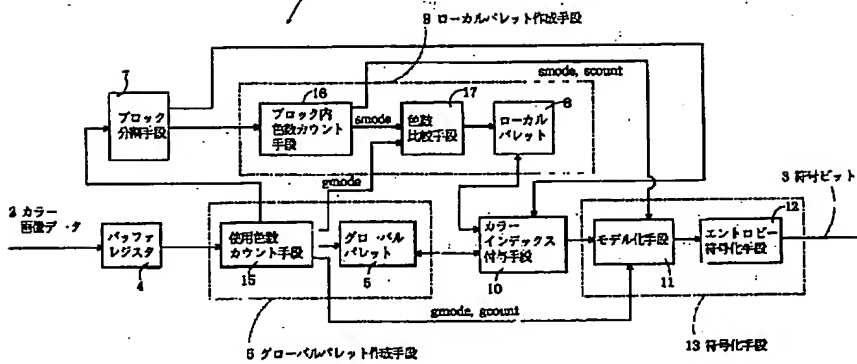 9 ローカルパレット作成手段
smode, scount
7
ブロック
分割手段
16
ブロック内
色数カウント
手段
smode
17
色数
比較手段
8
ローカル
パレット
gmode
3 符号ビット
2 カラー
画像データ
バッファ
レジスタ
4
使用色数
カウント手段
15
グローバル
パレット
5
カラー
インデックス
付与手段
10
モデル化手段
11
エントロピー
符号化手段
12
gmode, gcount
6 グローバルパレット作成手段
13 符号化手段